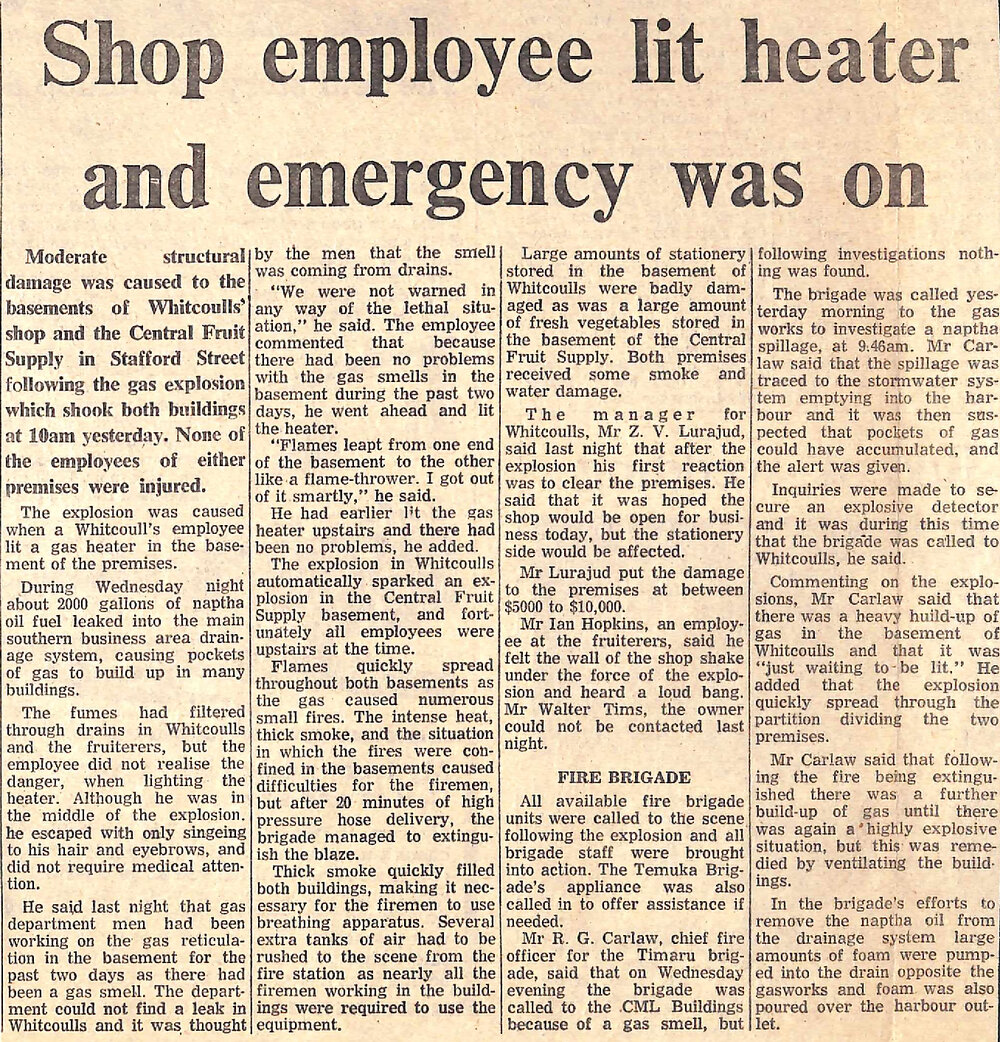 Shop employee lit heater
and emergency was on
Moderate structural
damage was caused to the
basements of Whitcoulls'
shop and the Central Fruit
Supply in Stafford Street
following the gas explosion
which shook both buildings
at 10am yesterday. None of
the employees of either
premises were injured.
The explosion was caused
when a Whitcoull's employee
lit a gas heater in the base-
ment of the premises.
During Wednesday night
about 2000 gallons of naptha
oil fuel leaked into the main
southern business area drain-
age system, causing pockets
of gas to build up in many
buildings.
The fumes had filtered
through drains in Whitcoulls
and the fruiterers, but the
employee did not realise the
danger, when lighting the
heater. Although he was in
the middle of the explosion.
he escaped with only singeing
to his hair and eyebrows, and
did not require medical atten-
tion.
He said last night that gas
department men had been
working on the gas reticula-
tion in the basement for the
past two days as there had
been a gas smell. The depart-
ment could not find a leak in
Whitcoulls and it was thought
by the men that the smell
was coming from drains.
"We were not warned in
any way of the lethal situ-
ation," he said. The employee
commented that because
there had been no problems
with the gas smells in the
basement during the past two
days, he went ahead and lit
the heater.
"Flames leapt from one end
of the basement to the other
like a flame-thrower. I got out
of it smartly," he said.
He had earlier lit the gas
heater upstairs and there had
been no problems, he added.
The explosion in Whitcoulls
automatically sparked an ex-
plosion in the Central Fruit
Supply basement, and fort-
unately all employees were
upstairs at the time.
Flames quickly spread
throughout both basements as
the gas caused numerous
small fires. The intense heat,
thick smoke, and the situation
in which the fires were con-
fined in the basements caused
difficulties for the firemen,
but after 20 minutes of high
pressure hose delivery, the
brigade managed to extingu-
ish the blaze.
Thick smoke quickly filled
both buildings, making it nec-
essary for the firemen to use
breathing apparatus. Several
extra tanks of air had to be
rushed to the scene from the
fire station as nearly all the
firemen working in the build-
ings were required to use the
equipment.
Large amounts of stationery
stored in the basement of
Whitcoulls were badly dam-
aged as was a large amount
of fresh vegetables stored in
the basement of the Central
Fruit Supply. Both premises
received some smoke and
water damage.
The manager for
Whitcoulls, Mr Z. V. Lurajud,
said last night that after the
explosion his first reaction
was to clear the premises. He
said that it was hoped the
shop would be open for busi-
ness today, but the stationery
side would be affected.
Mr Lurajud put the damage
to the premises at between
$5000 to $10,000.
Mr Ian Hopkins, an employ-
ee at the fruiterers, said he
felt the wall of the shop shake
under the force of the explo-
sion and heard a loud bang.
Mr Walter Tims, the owner
could not be contacted last
night.
FIRE BRIGADE
All available fire brigade
units were called to the scene
following the explosion and all
brigade staff were brought
into action. The Temuka Brig-
ade's appliance was also
called in to offer assistance if
needed.
Mr R. G. Carlaw, chief fire
officer for the Timaru brig-
ade, said that on Wednesday
evening the brigade was
called to the CML Buildings
because of a gas smell, but
following investigations noth-
ing was found.
The brigade was called yes-
terday morning to the gas
works to investigate a naptha
spillage, at 9.46am. Mr Car-
law said that the spillage was
traced to the stormwater sys-
tem emptying into the har-
bour and it was then sus-
pected that pockets of gas
could have accumulated, and
the alert was given.
Inquiries were made to se-
cure an explosive detector
and it was during this time
that the brigade was called to
Whitcoulls, he said.
Commenting on the explo-
sions, Mr Carlaw said that
there was a heavy huild-up of
gas in the basement of
Whitcoulls and that it was
"just waiting to be lit." He
added that the explosion
quickly spread through the
partition dividing the two
premises.
Mr Carlaw said that follow-
ing the fire being extingu-
ished there was a further
build-up of gas until there
was again a highly explosive
situation, but this was reme-
died by ventilating the build-
ings.
In the brigade's efforts to
remove the naptha oil from
the drainage system large
amounts of foam were pump-
ed into the drain opposite the
gasworks and foam was also
poured over the harbour out-
let.